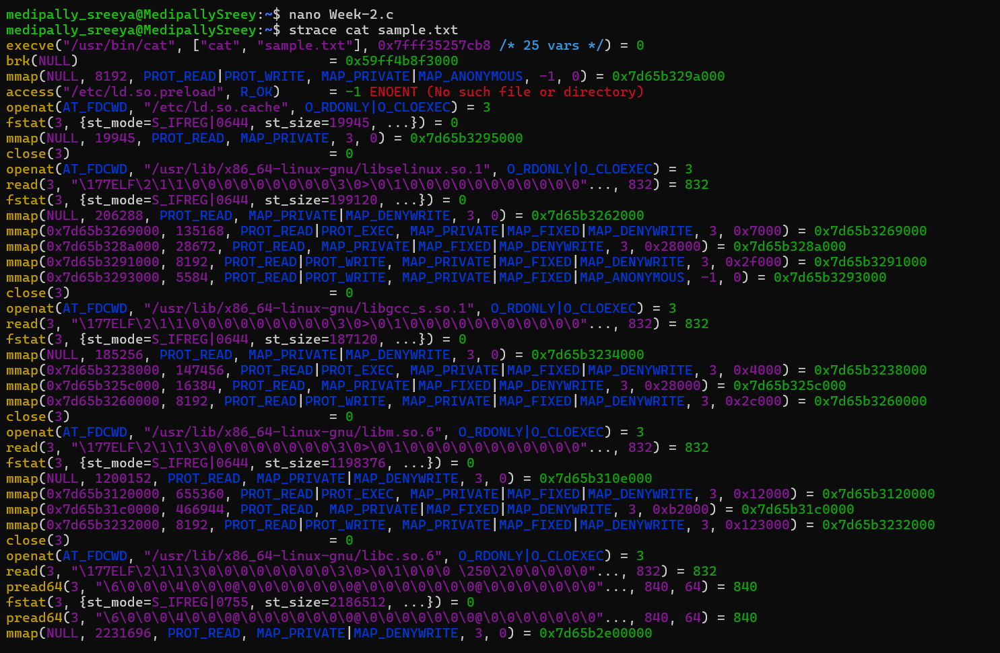 medipally_sreeya@MedipallySreey:~$ nano Week-2.c
medipally_sreeya@MedipallySreey:~$ strace cat sample.txt
execve("/usr/bin/cat", ["cat", "sample.txt"], 0x7fff35257cb8 /* 25 vars */) = 0
brk(NULL)                               = 0x59ff4b8f3000
mmap(NULL, 8192, PROT_READ|PROT_WRITE, MAP_PRIVATE|MAP_ANONYMOUS, -1, 0) = 0x7d65b329a000
access("/etc/ld.so.preload", R_OK)      = -1 ENOENT (No such file or directory)
openat(AT_FDCWD, "/etc/ld.so.cache", O_RDONLY|O_CLOEXEC) = 3
fstat(3, {st_mode=S_IFREG|0644, st_size=19945, ...}) = 0
mmap(NULL, 19945, PROT_READ, MAP_PRIVATE, 3, 0) = 0x7d65b3295000
close(3)                                = 0
openat(AT_FDCWD, "/usr/lib/x86_64-linux-gnu/libselinux.so.1", O_RDONLY|O_CLOEXEC) = 3
read(3, "\177ELF\2\1\1\0\0\0\0\0\0\0\0\0\3\0>\0\1\0\0\0\0\0\0\0\0\0\0\0"..., 832) = 832
fstat(3, {st_mode=S_IFREG|0644, st_size=199120, ...}) = 0
mmap(NULL, 206288, PROT_READ, MAP_PRIVATE|MAP_DENYWRITE, 3, 0) = 0x7d65b3262000
mmap(0x7d65b3269000, 135168, PROT_READ|PROT_EXEC, MAP_PRIVATE|MAP_FIXED|MAP_DENYWRITE, 3, 0x7000) = 0x7d65b3269000
mmap(0x7d65b328a000, 28672, PROT_READ, MAP_PRIVATE|MAP_FIXED|MAP_DENYWRITE, 3, 0x28000) = 0x7d65b328a000
mmap(0x7d65b3291000, 8192, PROT_READ|PROT_WRITE, MAP_PRIVATE|MAP_FIXED|MAP_DENYWRITE, 3, 0x2f000) = 0x7d65b3291000
mmap(0x7d65b3293000, 5584, PROT_READ|PROT_WRITE, MAP_PRIVATE|MAP_FIXED|MAP_ANONYMOUS, -1, 0) = 0x7d65b3293000
close(3)                                = 0
openat(AT_FDCWD, "/usr/lib/x86_64-linux-gnu/libgcc_s.so.1", O_RDONLY|O_CLOEXEC) = 3
read(3, "\177ELF\2\1\1\0\0\0\0\0\0\0\0\0\3\0>\0\1\0\0\0\0\0\0\0\0\0\0\0"..., 832) = 832
fstat(3, {st_mode=S_IFREG|0644, st_size=187120, ...}) = 0
mmap(NULL, 185256, PROT_READ, MAP_PRIVATE|MAP_DENYWRITE, 3, 0) = 0x7d65b3234000
mmap(0x7d65b3238000, 147456, PROT_READ|PROT_EXEC, MAP_PRIVATE|MAP_FIXED|MAP_DENYWRITE, 3, 0x4000) = 0x7d65b3238000
mmap(0x7d65b325c000, 16384, PROT_READ, MAP_PRIVATE|MAP_FIXED|MAP_DENYWRITE, 3, 0x28000) = 0x7d65b325c000
mmap(0x7d65b3260000, 8192, PROT_READ|PROT_WRITE, MAP_PRIVATE|MAP_FIXED|MAP_DENYWRITE, 3, 0x2c000) = 0x7d65b3260000
close(3)                                = 0
openat(AT_FDCWD, "/usr/lib/x86_64-linux-gnu/libm.so.6", O_RDONLY|O_CLOEXEC) = 3
read(3, "\177ELF\2\1\1\3\0\0\0\0\0\0\0\0\3\0>\0\1\0\0\0\0\0\0\0\0\0\0\0"..., 832) = 832
fstat(3, {st_mode=S_IFREG|0644, st_size=1198376, ...}) = 0
mmap(NULL, 1200152, PROT_READ, MAP_PRIVATE|MAP_DENYWRITE, 3, 0) = 0x7d65b310e000
mmap(0x7d65b3120000, 655360, PROT_READ|PROT_EXEC, MAP_PRIVATE|MAP_FIXED|MAP_DENYWRITE, 3, 0x12000) = 0x7d65b3120000
mmap(0x7d65b31c0000, 466944, PROT_READ, MAP_PRIVATE|MAP_FIXED|MAP_DENYWRITE, 3, 0xb2000) = 0x7d65b31c0000
mmap(0x7d65b3232000, 8192, PROT_READ|PROT_WRITE, MAP_PRIVATE|MAP_FIXED|MAP_DENYWRITE, 3, 0x123000) = 0x7d65b3232000
close(3)                                = 0
openat(AT_FDCWD, "/usr/lib/x86_64-linux-gnu/libc.so.6", O_RDONLY|O_CLOEXEC) = 3
read(3, "\177ELF\2\1\1\3\0\0\0\0\0\0\0\0\3\0>\0\1\0\0\0 \250\2\0\0\0\0\0"..., 832) = 832
pread64(3, "\6\0\0\0\4\0\0\0@\0\0\0\0\0\0\0@\0\0\0\0\0\0\0@\0\0\0\0\0\0\0"..., 840, 64) = 840
fstat(3, {st_mode=S_IFREG|0755, st_size=2186512, ...}) = 0
pread64(3, "\6\0\0\0\4\0\0\0@\0\0\0\0\0\0\0@\0\0\0\0\0\0\0@\0\0\0\0\0\0\0"..., 840, 64) = 840
mmap(NULL, 2231696, PROT_READ, MAP_PRIVATE|MAP_DENYWRITE, 3, 0) = 0x7d65b2e00000